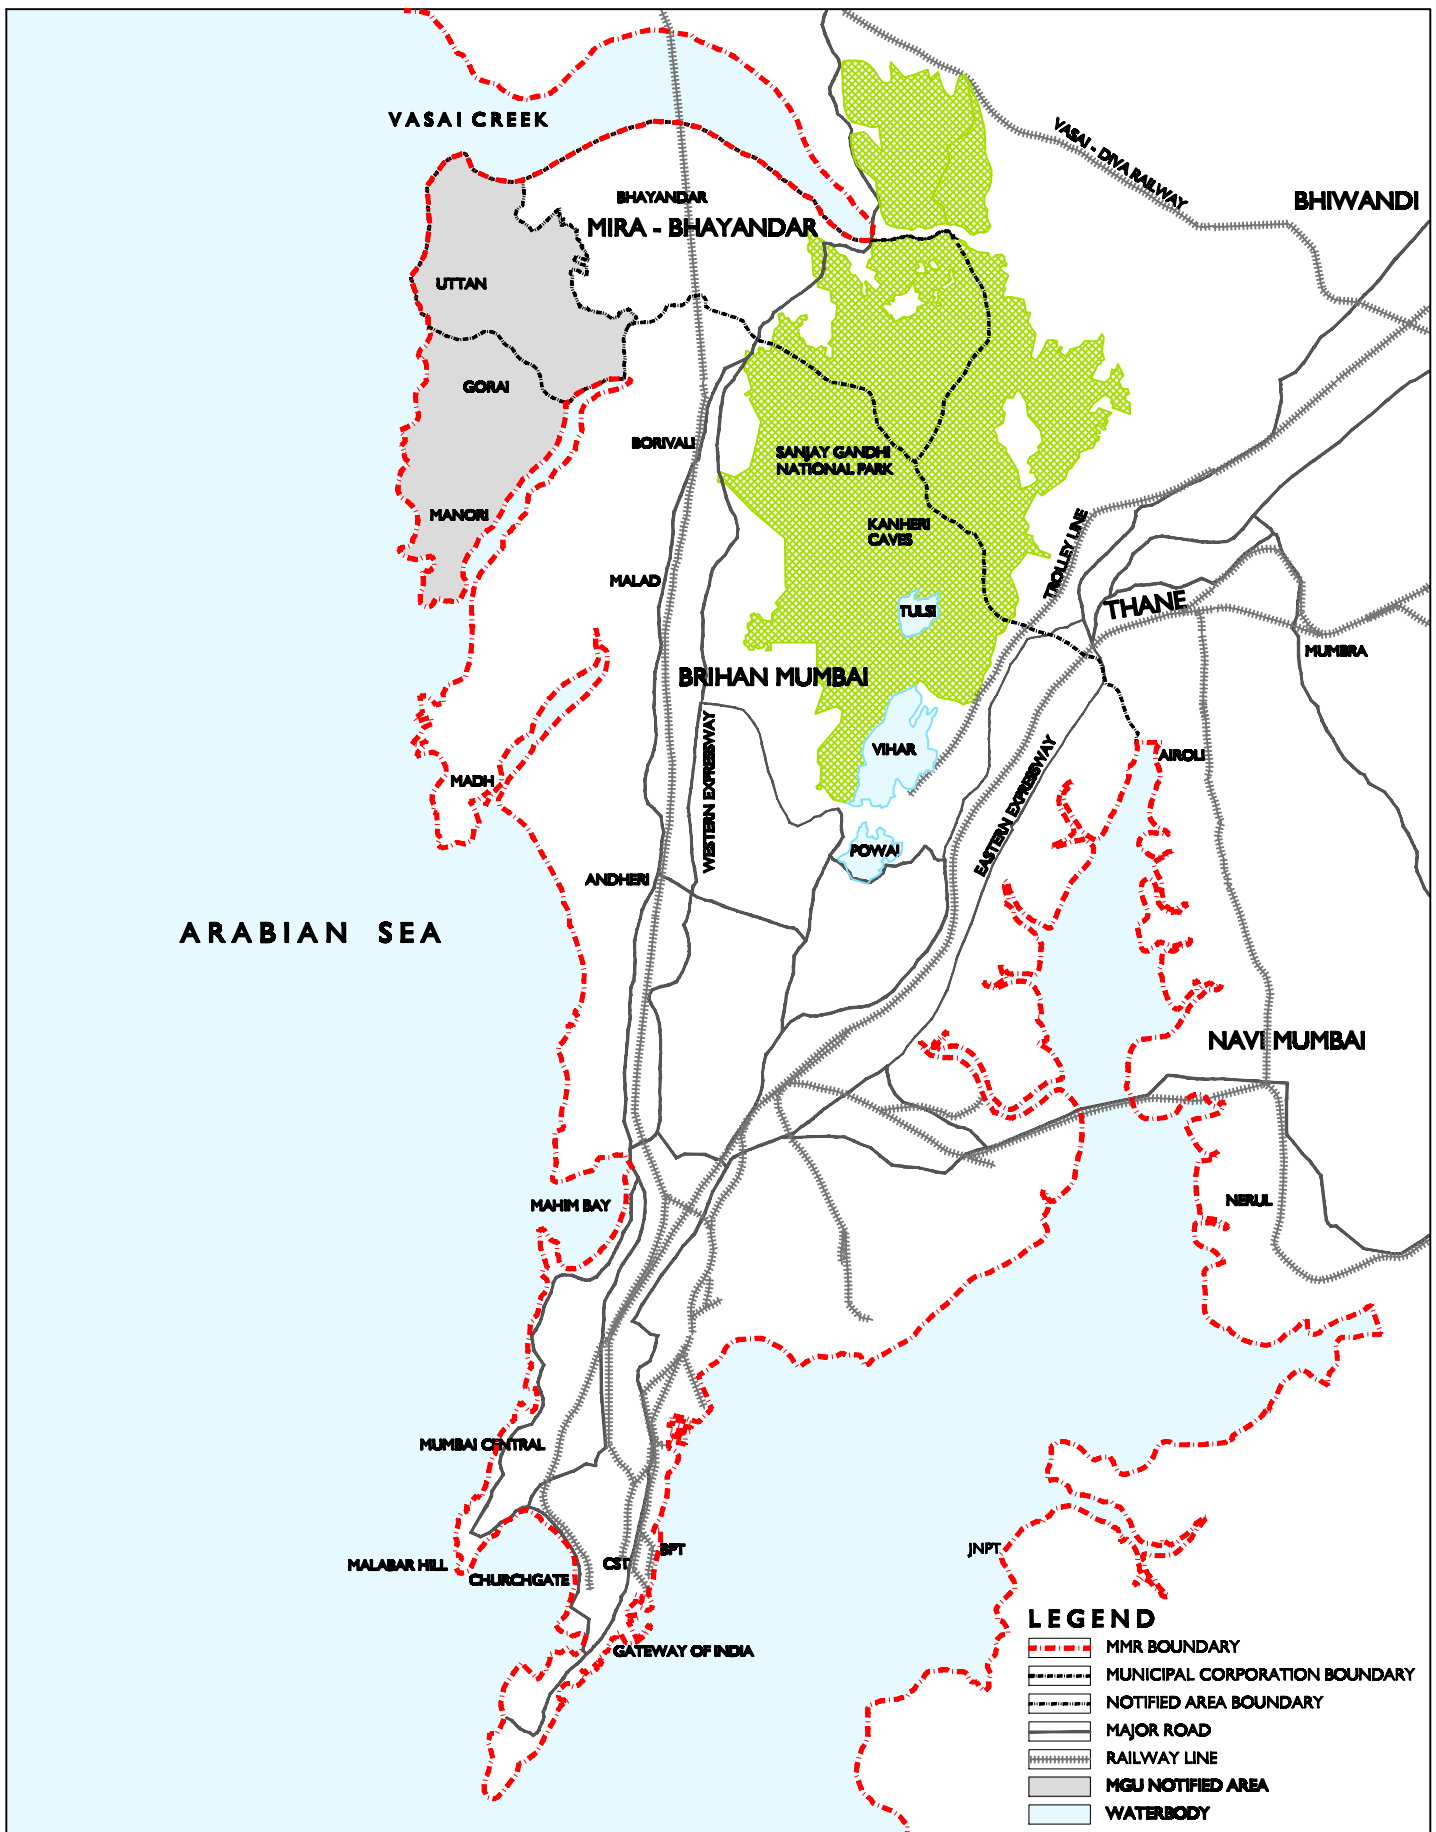 VASAI CREEK
VASAI - DIVA RAILWAY
BHIWANDI
BHAYANDAR
MIRA - BHAYANDAR
UTTAN
GORAI
BORIVALI
SANJAY GANDHI
NATIONAL PARK
MANORI
KANHERI
CAVES
TROLLEY LINE
MALAD
TULSI
THANE
MUMBRA
BRIHAN MUMBAI
VIHAR
AIROLI
MADH
WESTERN EXPRESSWAY
EASTERN EXPRESSWAY
POWAI
ANDHERI
ARABIAN SEA
NAVI MUMBAI
MAHIM BAY
NERUL
MUMBAI CENTRAL
MALABAR HILL
CHURCHGATE
CST
BPT
JNPT
GATEWAY OF INDIA
LEGEND
MMR BOUNDARY
MUNICIPAL CORPORATION BOUNDARY
NOTIFIED AREA BOUNDARY
MAJOR ROAD
RAILWAY LINE
MGU NOTIFIED AREA
WATERBODY